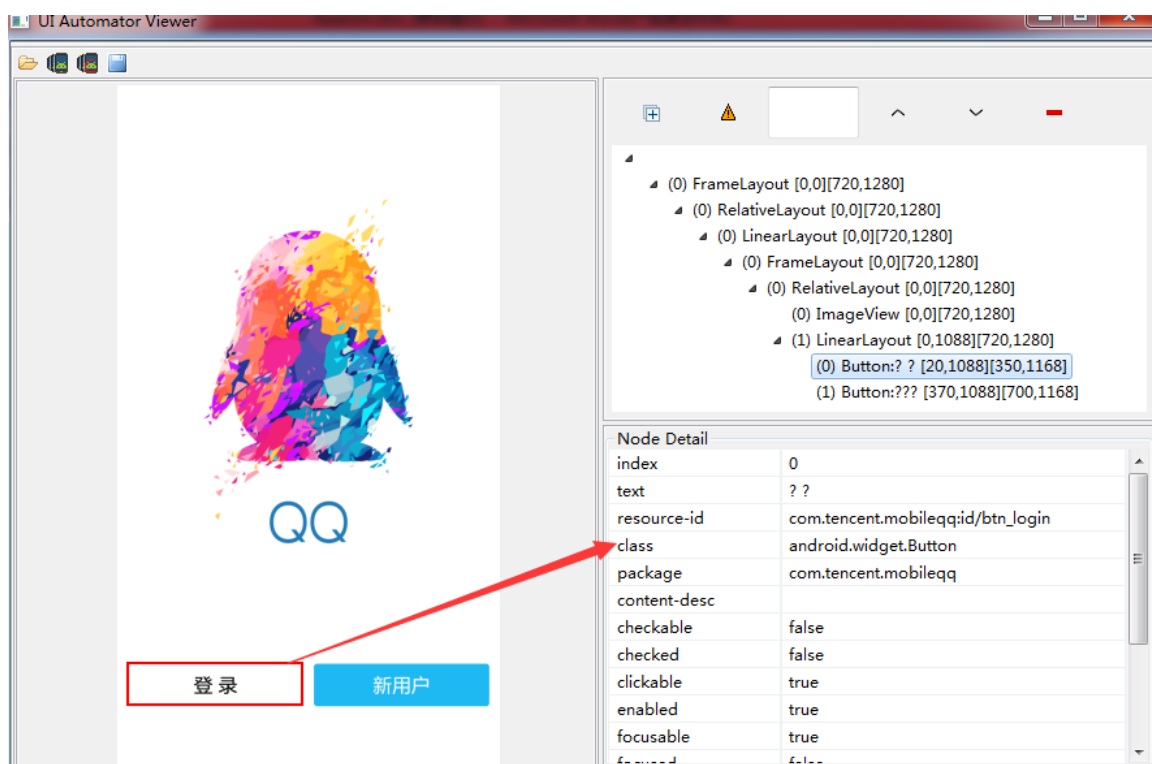 UI Automator Viewer
QQ
登 录
新用户
(0) FrameLayout [0,0][720,1280]
(0) RelativeLayout [0,0][720,1280]
(0) LinearLayout [0,0][720,1280]
(0) FrameLayout [0,0][720,1280]
(0) RelativeLayout [0,0][720,1280]
(0) ImageView [0,0][720,1280]
(1) LinearLayout [0,1088][720,1280]
(0) Button:? ? [20,1088][350,1168]
(1) Button:??? [370,1088][700,1168]
Node Detail
index 0
text ? ?
resource-id com.tencent.mobileqq:id/btn_login
class android.widget.Button
package com.tencent.mobileqq
content-desc
checkable false
checked false
clickable true
enabled true
focusable true
focused false